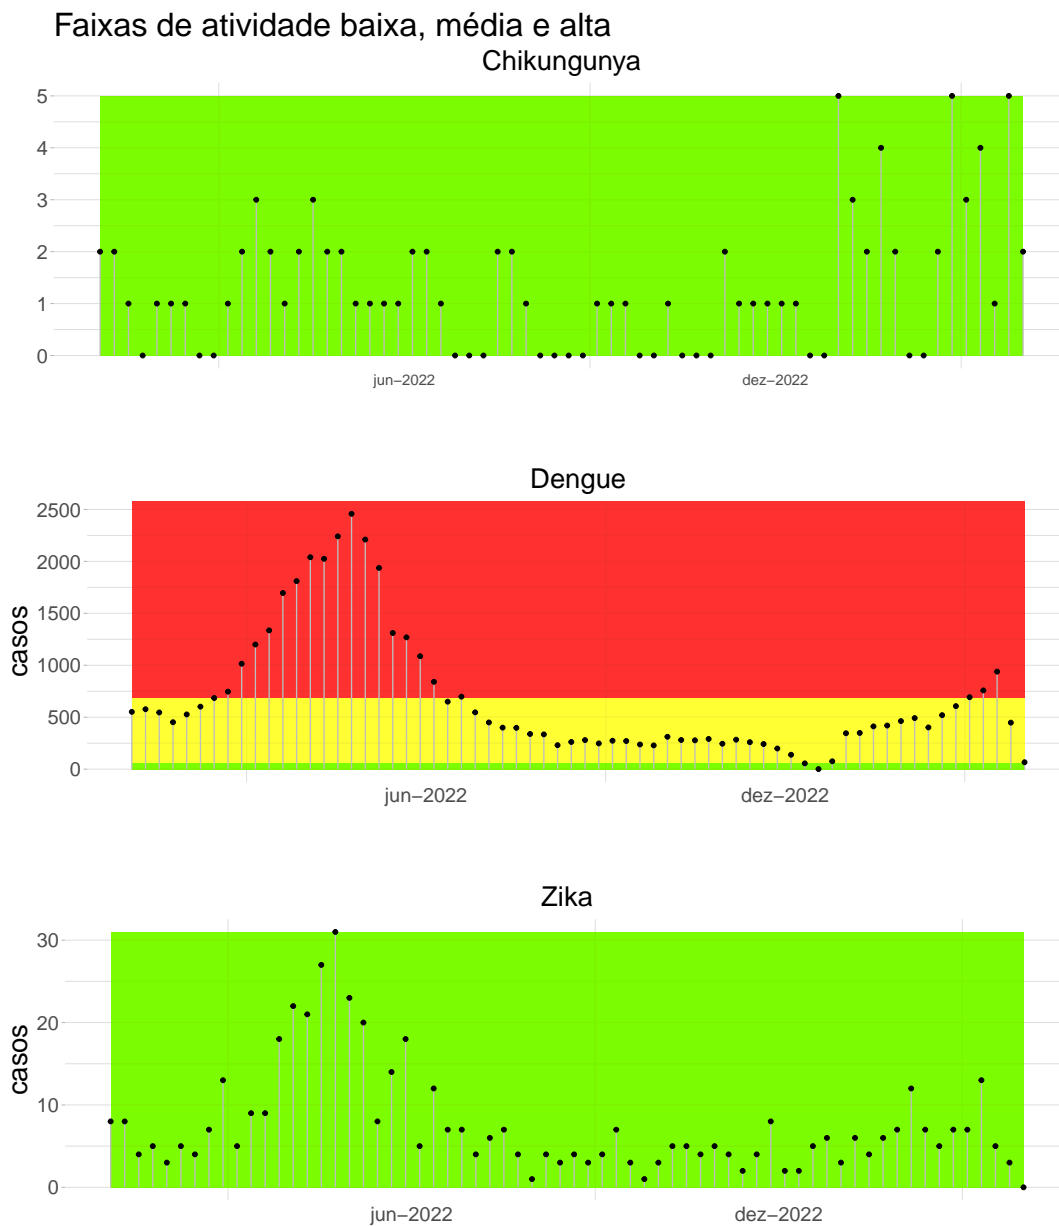 Faixas de atividade baixa, média e alta
Chikungunya
5
4
3
2
1
0
jun−2022 dez−2022
Dengue
casos
2500
2000
1500
1000
500
0
jun−2022 dez−2022
Zika
casos
30
20
10
0
jun−2022 dez−2022